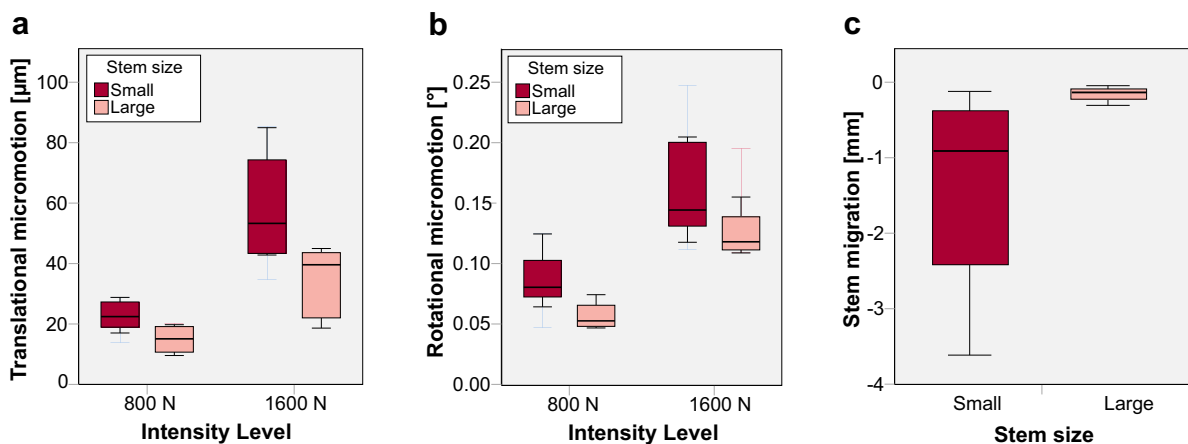 a
Translational micromotion [µm]
100
80
60
40
20
0
Stem size
Small
Large
800 N
1600 N
Intensity Level
b
Rotational micromotion [°]
0.25
0.20
0.15
0.10
0.05
0.00
Stem size
Small
Large
800 N
1600 N
Intensity Level
c
Stem migration [mm]
0
-1
-2
-3
-4
Small
Large
Stem size